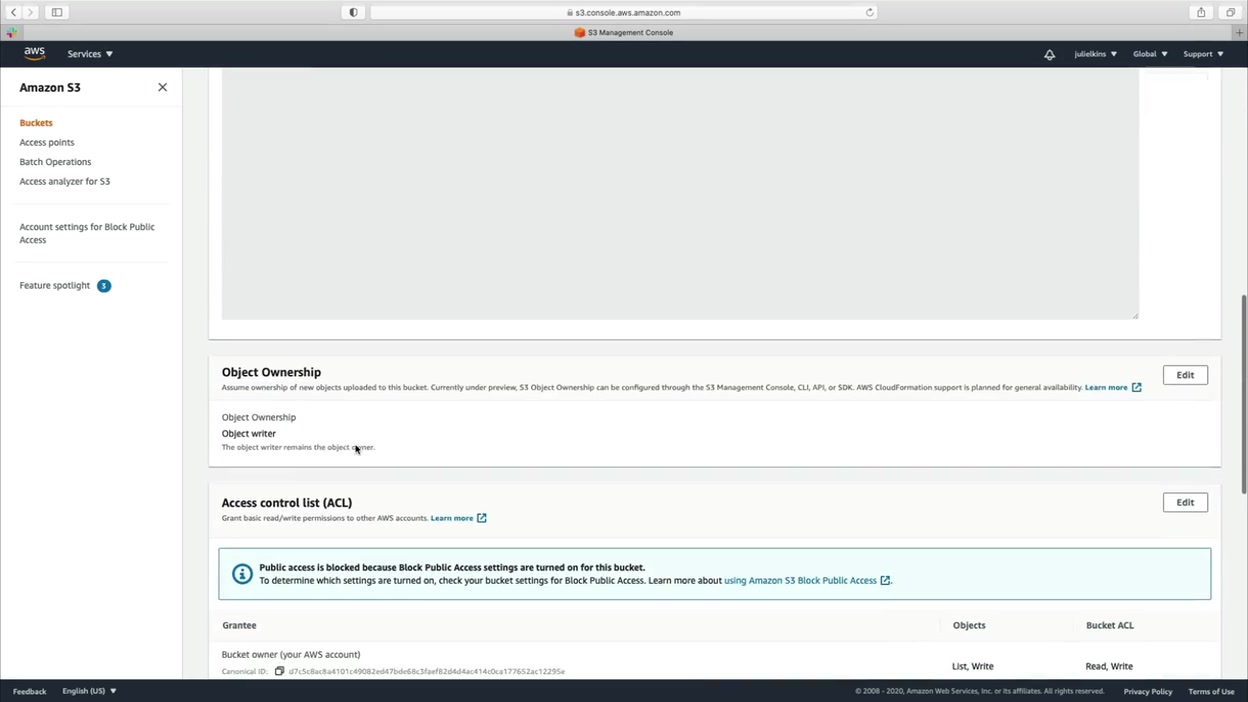 s3.console.aws.amazon.com
S3 Management Console
aws
Services
julielkins
Global
Support
Amazon S3
Buckets
Access points
Batch Operations
Access analyzer for S3
Account settings for Block Public
Access
Feature spotlight 3
Object Ownership
Edit
Assume ownership of new objects uploaded to this bucket. Currently under preview, S3 Object Ownership can be configured through the S3 Management Console, CLI, API, or SDK. AWS CloudFormation support is planned for general availability. Learn more
Object Ownership
Object writer
The object writer remains the object owner.
Access control list (ACL)
Edit
Grant basic read/write permissions to other AWS accounts. Learn more
Public access is blocked because Block Public Access settings are turned on for this bucket.
To determine which settings are turned on, check your bucket settings for Block Public Access. Learn more about using Amazon S3 Block Public Access.
Grantee
Objects
Bucket ACL
Bucket owner (your AWS account)
Canonical ID:
List, Write
Read, Write
Feedback
English (US)
© 2008 - 2020, Amazon Web Services, Inc. or its affiliates. All rights reserved.
Privacy Policy
Terms of Use